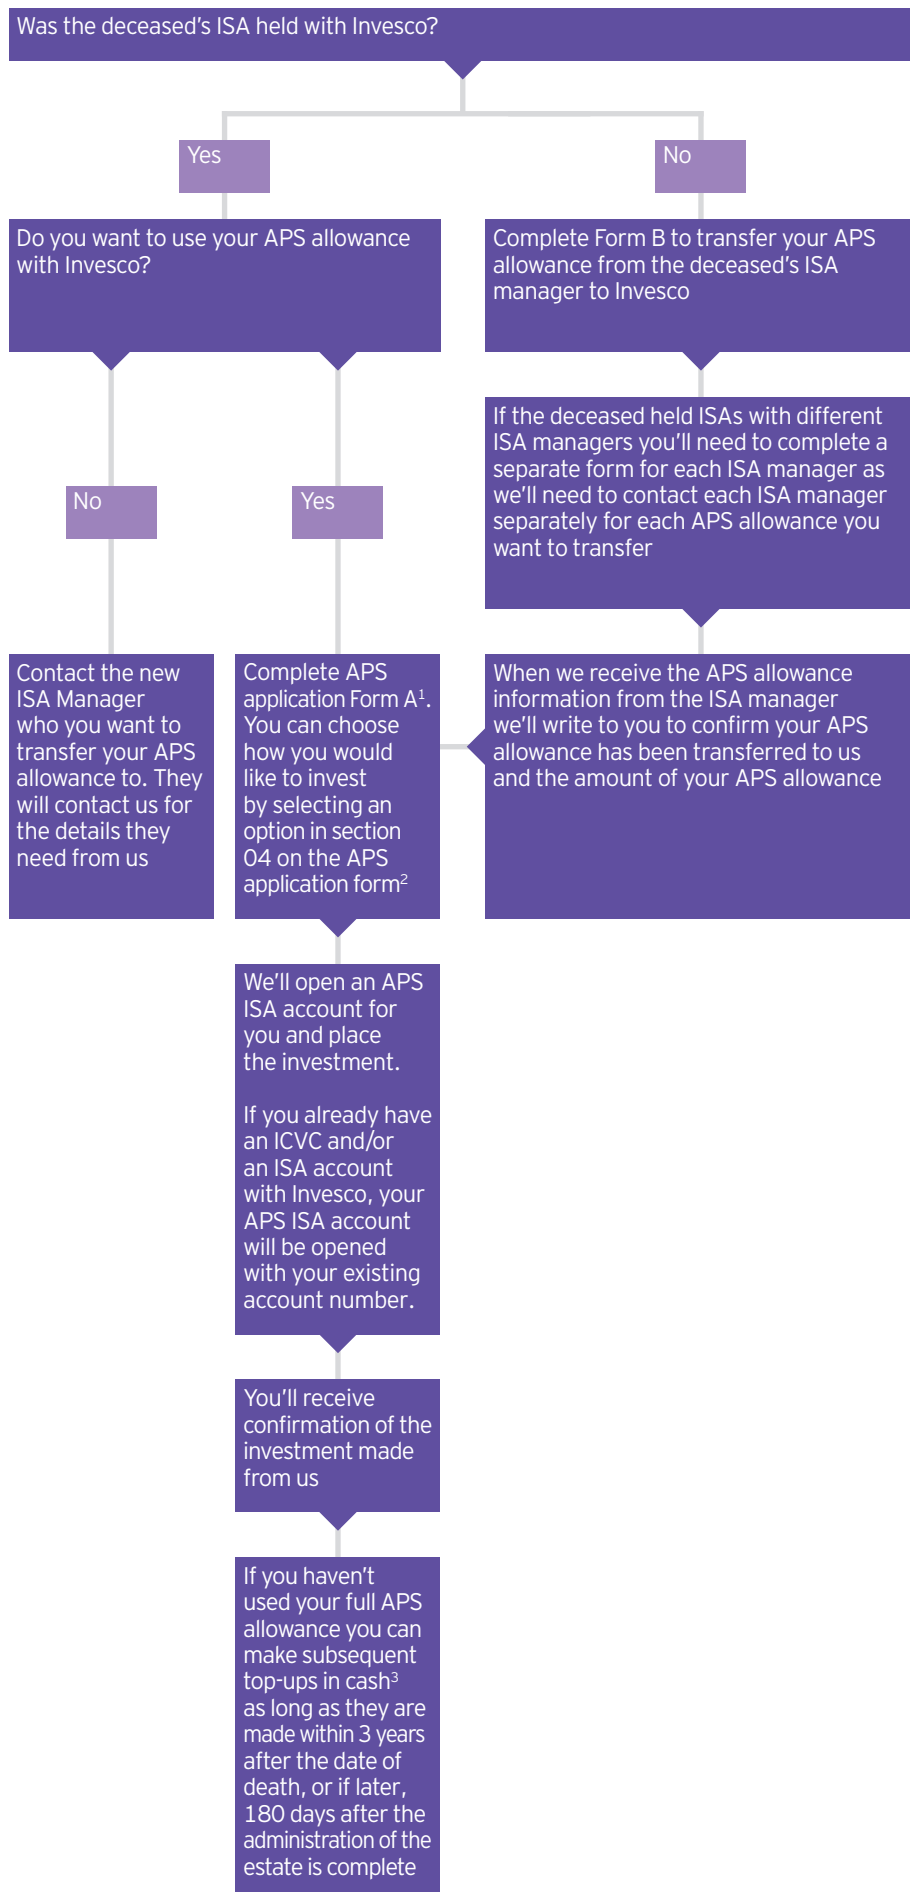 Was the deceased's ISA held with Invesco?
Yes
No
Do you want to use your APS allowance
with Invesco?
Complete Form B to transfer your APS
allowance from the deceased's ISA
manager to Invesco
If the deceased held ISAs with different
ISA managers you'll need to complete a
separate form for each ISA manager as
we'll need to contact each ISA manager
separately for each APS allowance you
want to transfer
No
Yes
Contact the new
ISA Manager
who you want to
transfer your APS
allowance to. They
will contact us for
the details they
need from us
Complete APS
application Form A¹.
You can choose
how you would
like to invest
by selecting an
option in section
04 on the APS
application form²
When we receive the APS allowance
information from the ISA manager
we'll write to you to confirm your APS
allowance has been transferred to us
and the amount of your APS allowance
We'll open an APS
ISA account for
you and place
the investment.
If you already have
an ICVC and/or
an ISA account
with Invesco, your
APS ISA account
will be opened
with your existing
account number.
You'll receive
confirmation of the
investment made
from us
If you haven't
used your full APS
allowance you can
make subsequent
top-ups in cash³
as long as they are
made within 3 years
after the date of
death, or if later,
180 days after the
administration of the
estate is complete